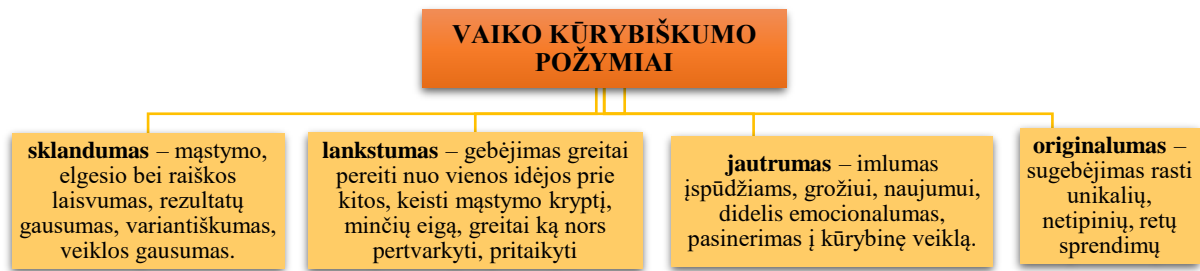 VAIKO KŪRYBIŠKUMO
POŽYMIAI
sklandumas – mąstymo,
elgesio bei raiškos
laisvumas, rezultatų
gausumas, variantiškumas,
veiklos gausumas.
lankstumas – gebėjimas greitai
pereiti nuo vienos idėjos prie
kitos, keisti mąstymo kryptį,
minčių eigą, greitai ką nors
pertvarkyti, pritaikyti
jautrumas – imlumas
įspūdžiams, grožiui, naujumui,
didelis emocionalumas,
pasinerimas į kūrybinę veiklą.
originalumas –
sugebėjimas rasti
unikalių,
netipinių, retų
sprendimų